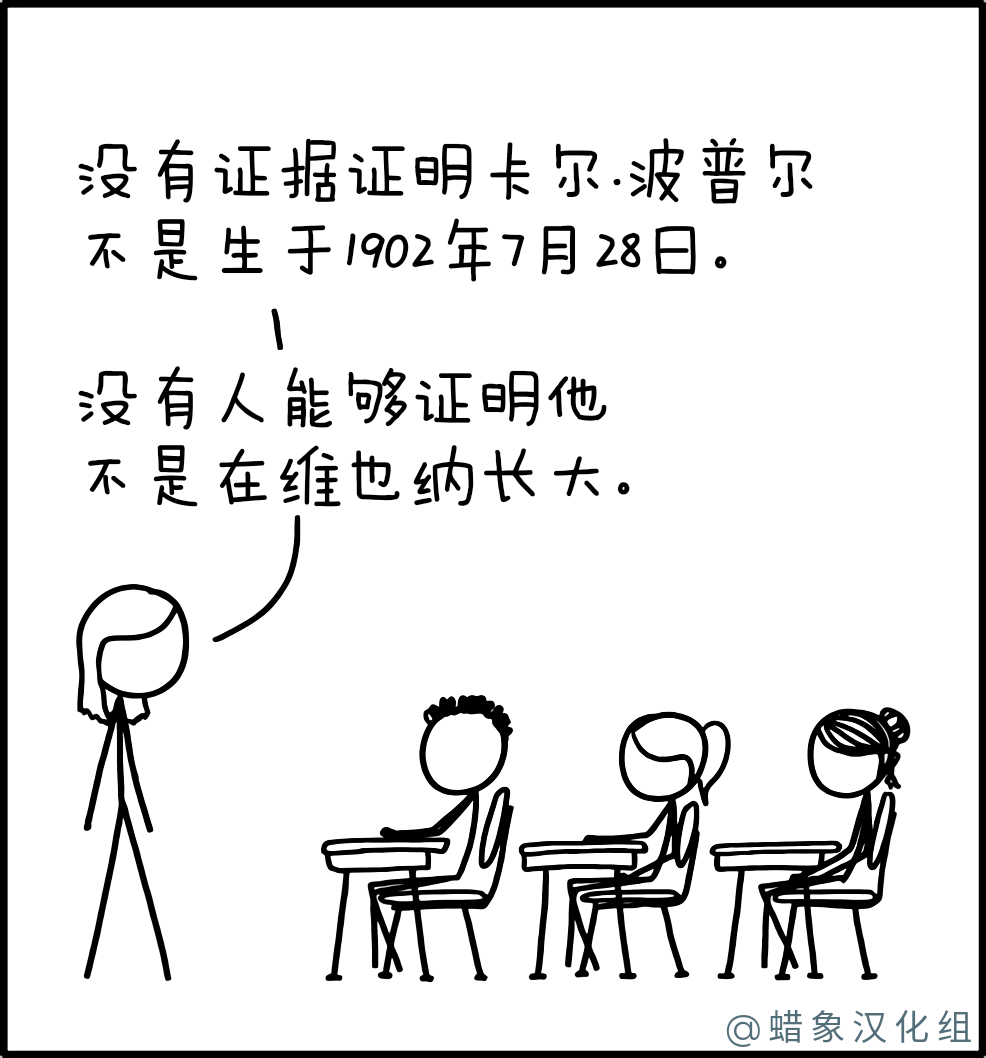 没有证据证明卡尔·波普尔
不是生于1902年7月28日。
没有人能够证明他
不是在维也纳长大。
@蜡象汉化组